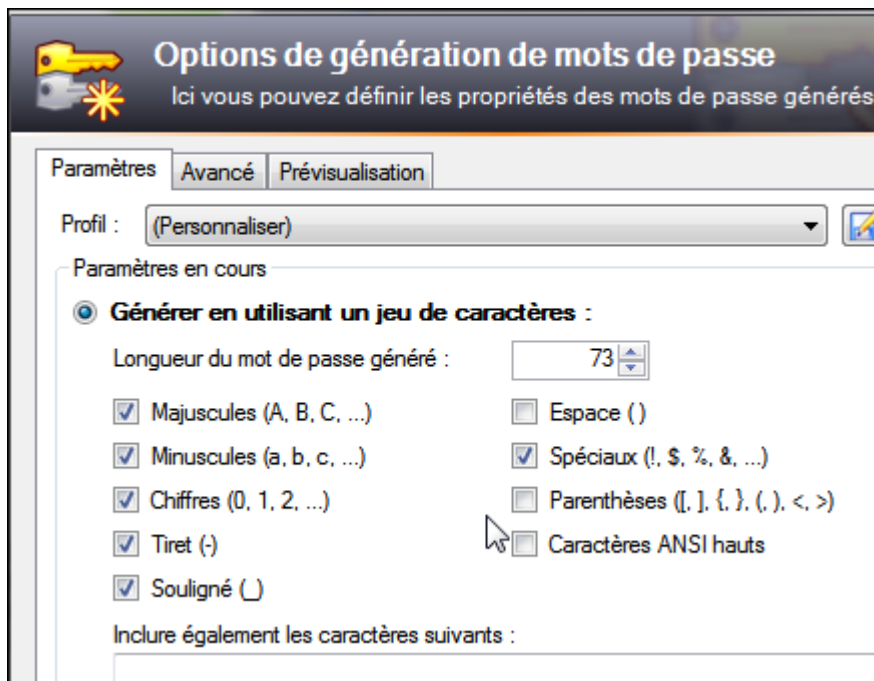 Options de génération de mots de passe
Ici vous pouvez définir les propriétés des mots de passe générés
Paramètres Avancé Prévisualisation
Profil : (Personnaliser)
Paramètres en cours
Générer en utilisant un jeu de caractères :
Longueur du mot de passe généré : 73
Majuscules (A, B, C, ...) Espace ( )
Minuscules (a, b, c, ...) Spéciaux (!, $, %, &, ...)
Chiffres (0, 1, 2, ...) Parenthèses ([, ], {, }, (, ), <, >)
Tiret (-) Caractères ANSI hauts
Souligné (_)
Inclure également les caractères suivants :